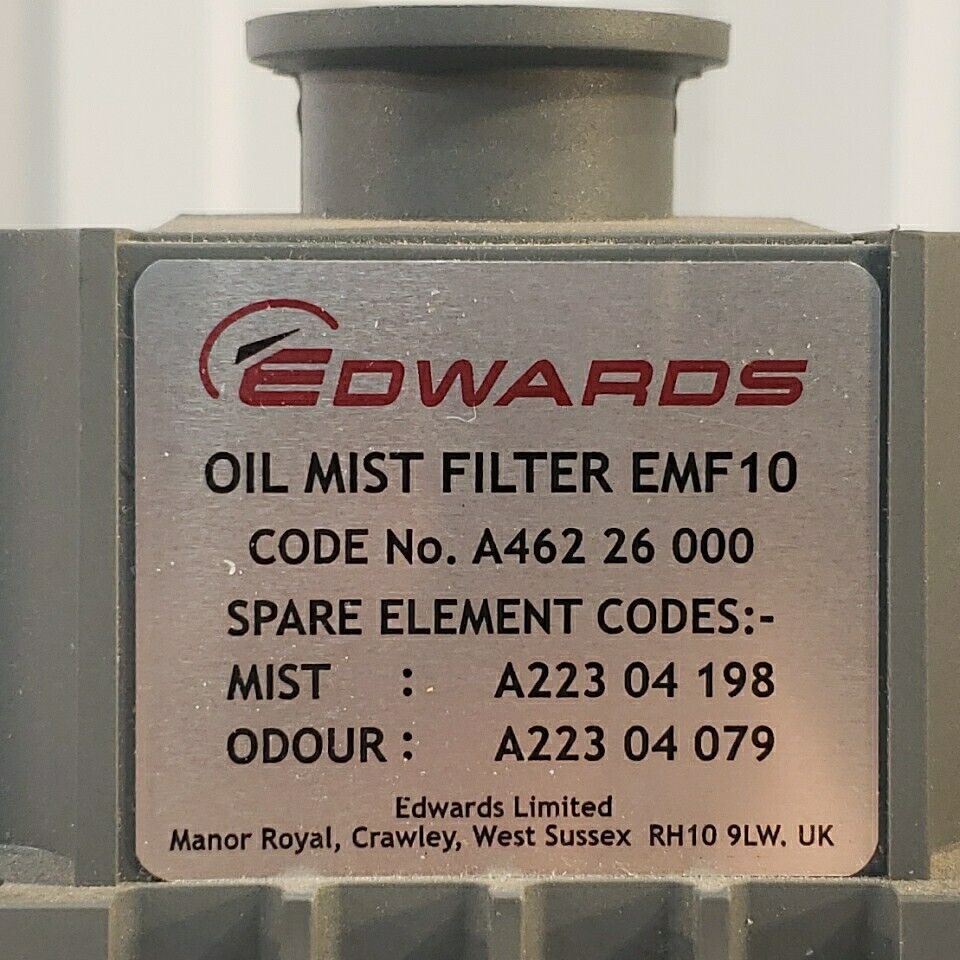 EDWARDS
OIL MIST FILTER EMF10
CODE No. A462 26 000
SPARE ELEMENT CODES:-
MIST : A223 04 198
ODOUR : A223 04 079
Edwards Limited
Manor Royal, Crawley, West Sussex RH10 9LW. UK